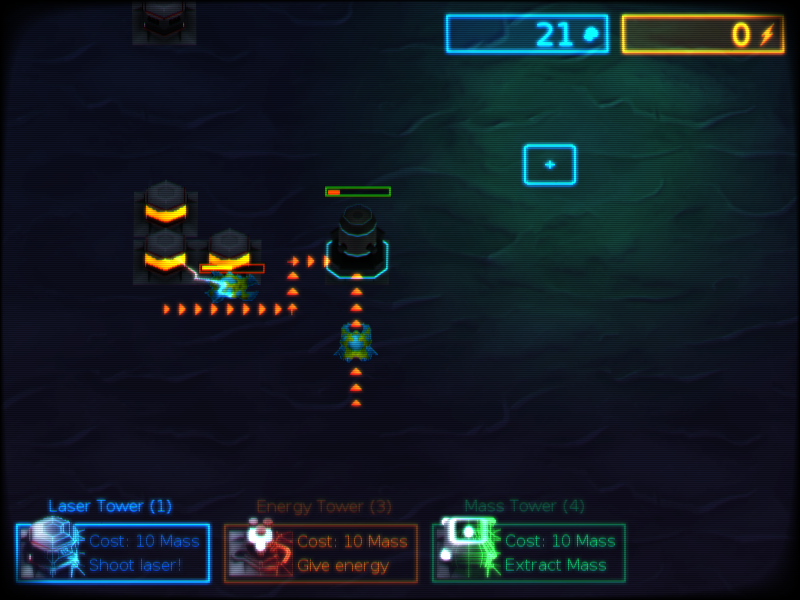 21
0
Laser Tower (1)
Cost: 10 Mass
Shoot laser!
Energy Tower (3)
Cost: 10 Mass
Give energy
Mass Tower (4)
Cost: 10 Mass
Extract Mass